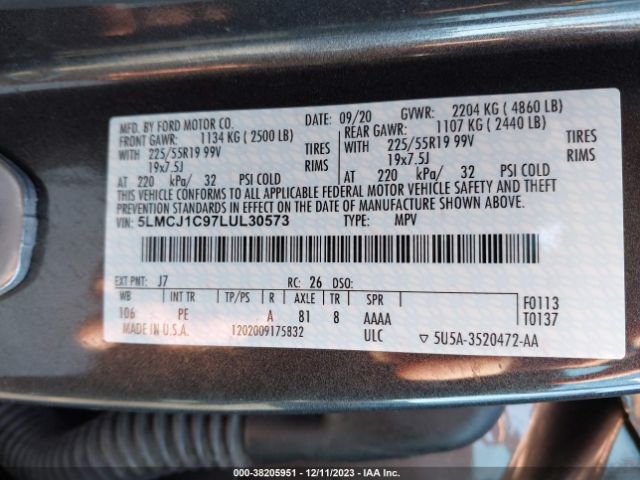 MFD. BY FORD MOTOR CO. DATE: 09/20 GVWR: 2204 KG ( 4860 LB)
FRONT GAWR: 1134 KG ( 2500 LB) REAR GAWR: 1107 KG ( 2440 LB)
WITH 225/55R19 99V TIRES WITH 225/55R19 99V TIRES
19x7.5J RIMS 19x7.5J RIMS
AT 220 kPa/ 32 PSI COLD AT 220 kPa/ 32 PSI COLD
THIS VEHICLE CONFORMS TO ALL APPLICABLE FEDERAL MOTOR VEHICLE SAFETY AND THEFT
PREVENTION STANDARDS IN EFFECT ON THE DATE OF MANUFACTURE SHOWN ABOVE.
VIN: 5LMCJ1C97LUL30573 TYPE: MPV
EXT PNT: J7 RC: 26 DSO:
WB INT TR TP/PS R AXLE TR SPR F0113
106 PE A 81 8 AAAA T0137
MADE IN U.S.A. 1202009175832 ULC ▽ 5U5A-3520472-AA
000-38205951 - 12/11/2023 - IAA Inc.